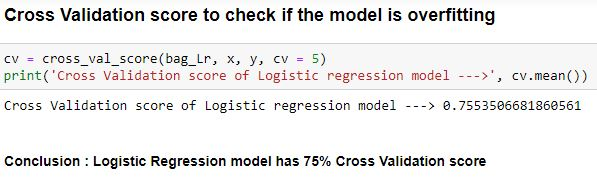 Cross Validation score to check if the model is overfitting
cv = cross_val_score(bag_Lr, x, y, cv = 5)
print('Cross Validation score of Logistic regression model --->', cv.mean())
Cross Validation score of Logistic regression model ---> 0.7553506681860561
Conclusion : Logistic Regression model has 75% Cross Validation score